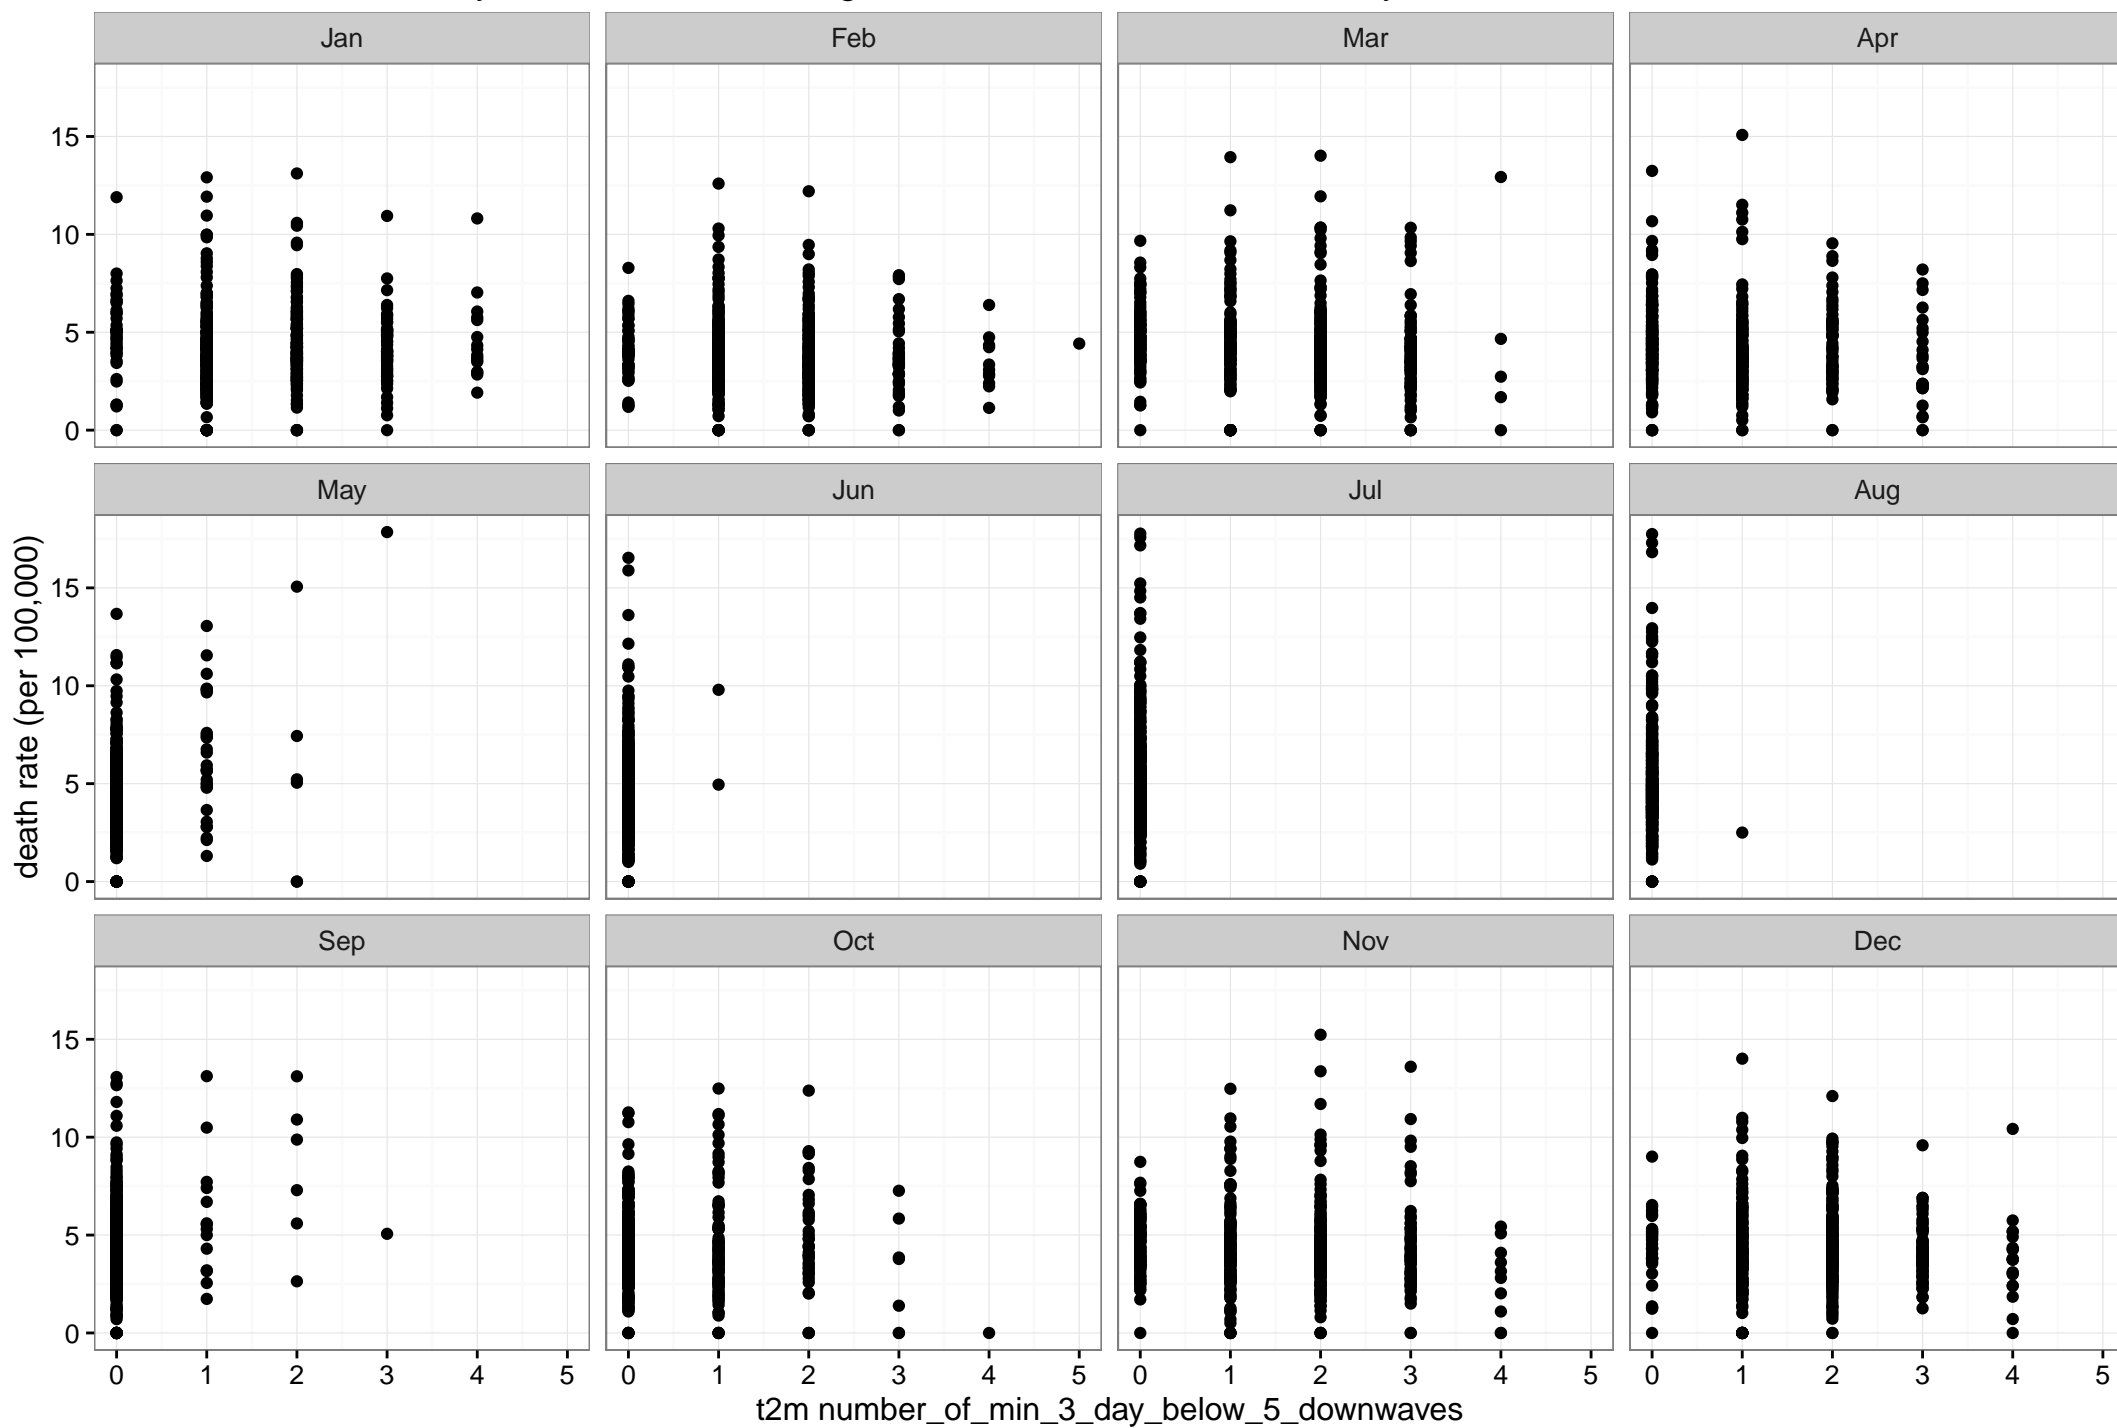 Jan Feb Mar Apr
15
10
5
0
May Jun Jul Aug
death rate (per 100,000)
15
10
5
0
Sep Oct Nov Dec
15
10
5
0
0 1 2 3 4 5 0 1 2 3 4 5 0 1 2 3 4 5 0 1 2 3 4 5
t2m number_of_min_3_day_below_5_downwaves